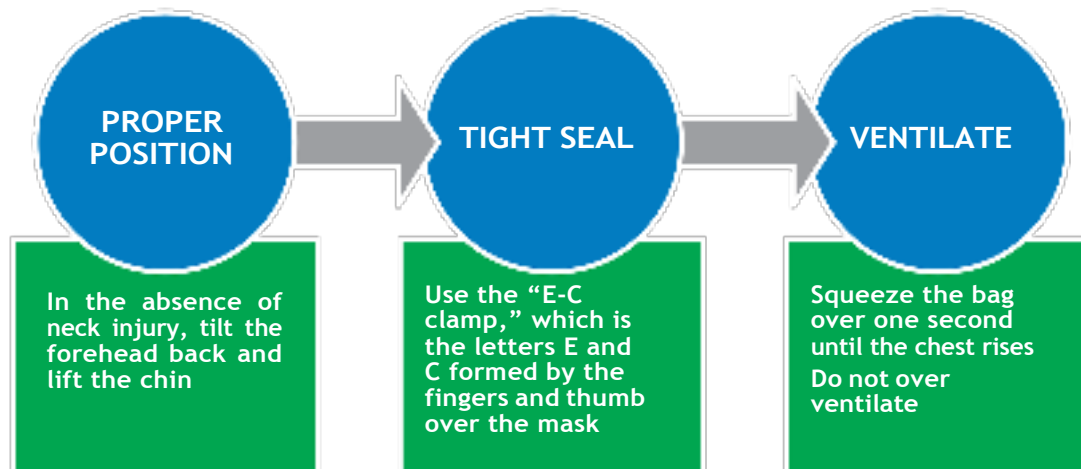 PROPER
POSITION
In the absence of
neck injury, tilt the
forehead back and
lift the chin
TIGHT SEAL
Use the “E-C
clamp,” which is
the letters E and
C formed by the
fingers and thumb
over the mask
VENTILATE
Squeeze the bag
over one second
until the chest rises
Do not over
ventilate